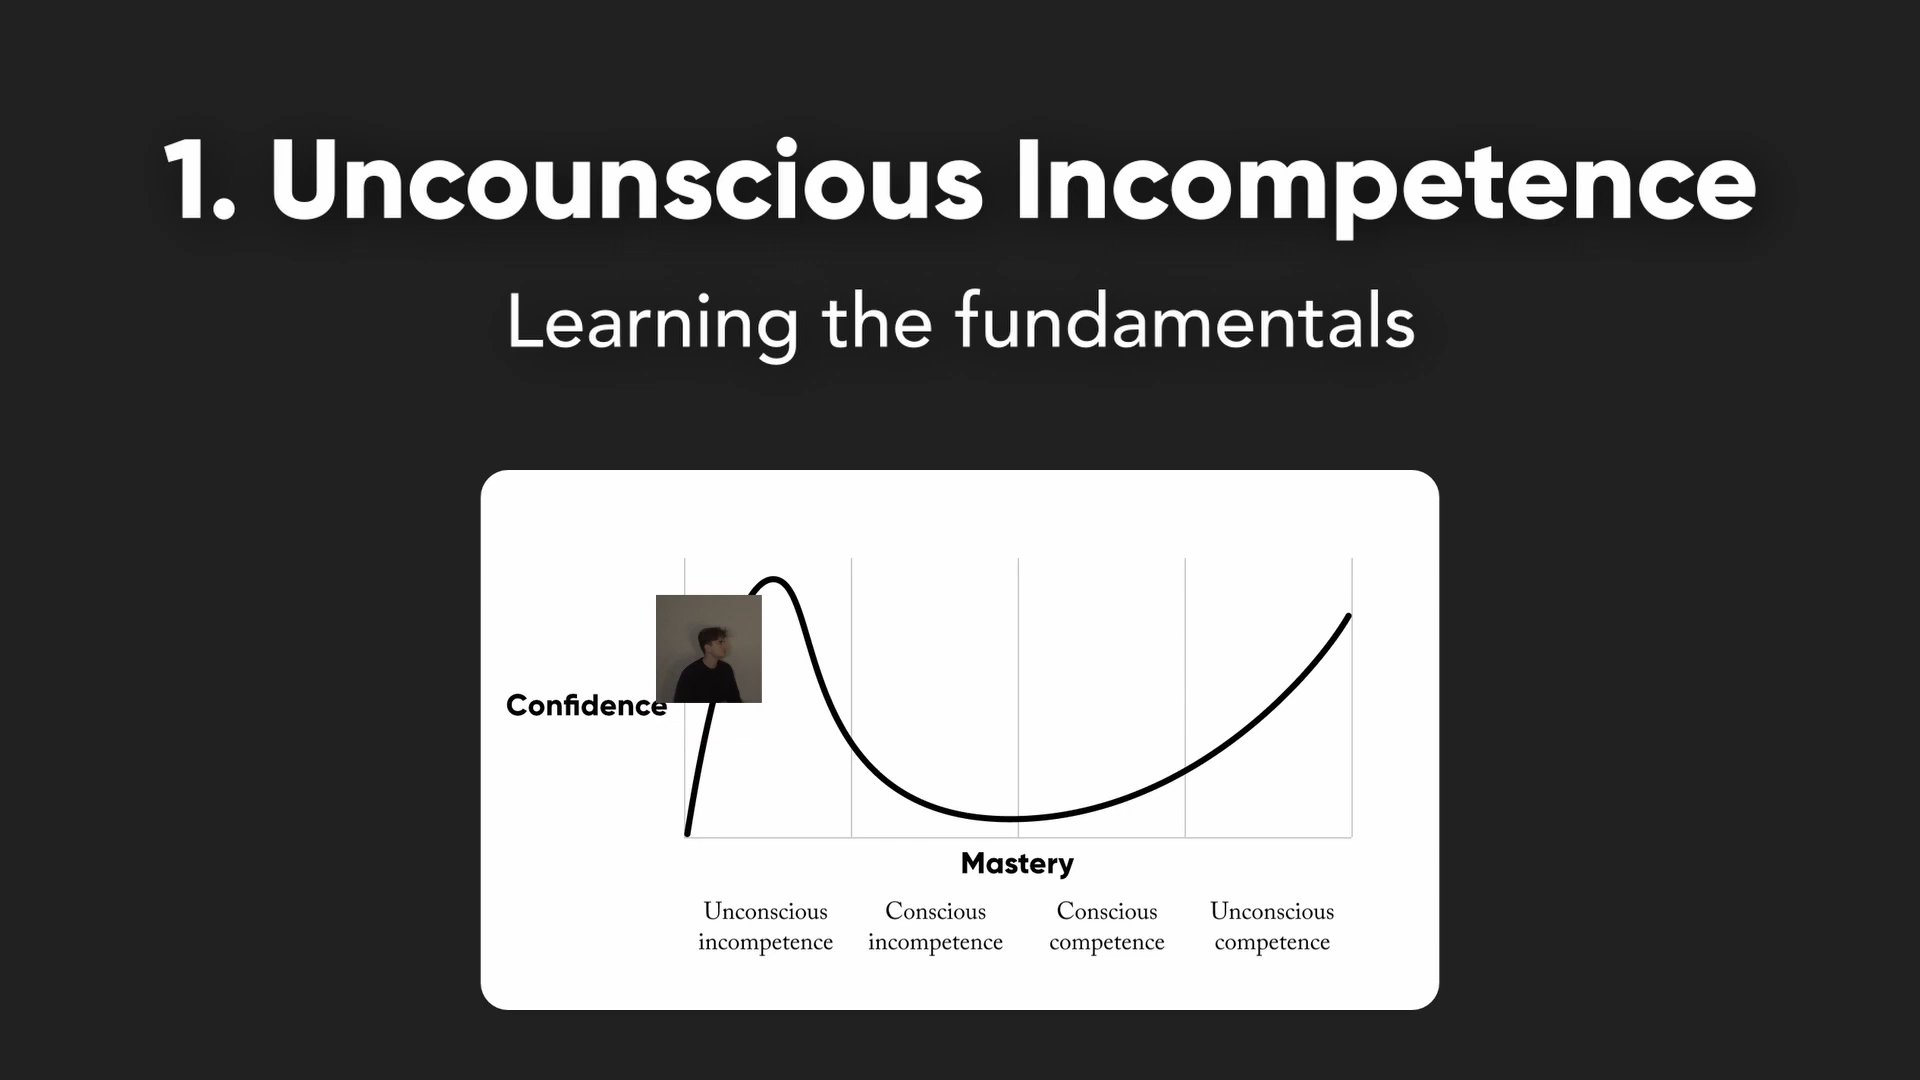 1. Uncounscious Incompetence
Learning the fundamentals
Confidence
Mastery
Unconscious incompetence
Conscious incompetence
Conscious competence
Unconscious competence